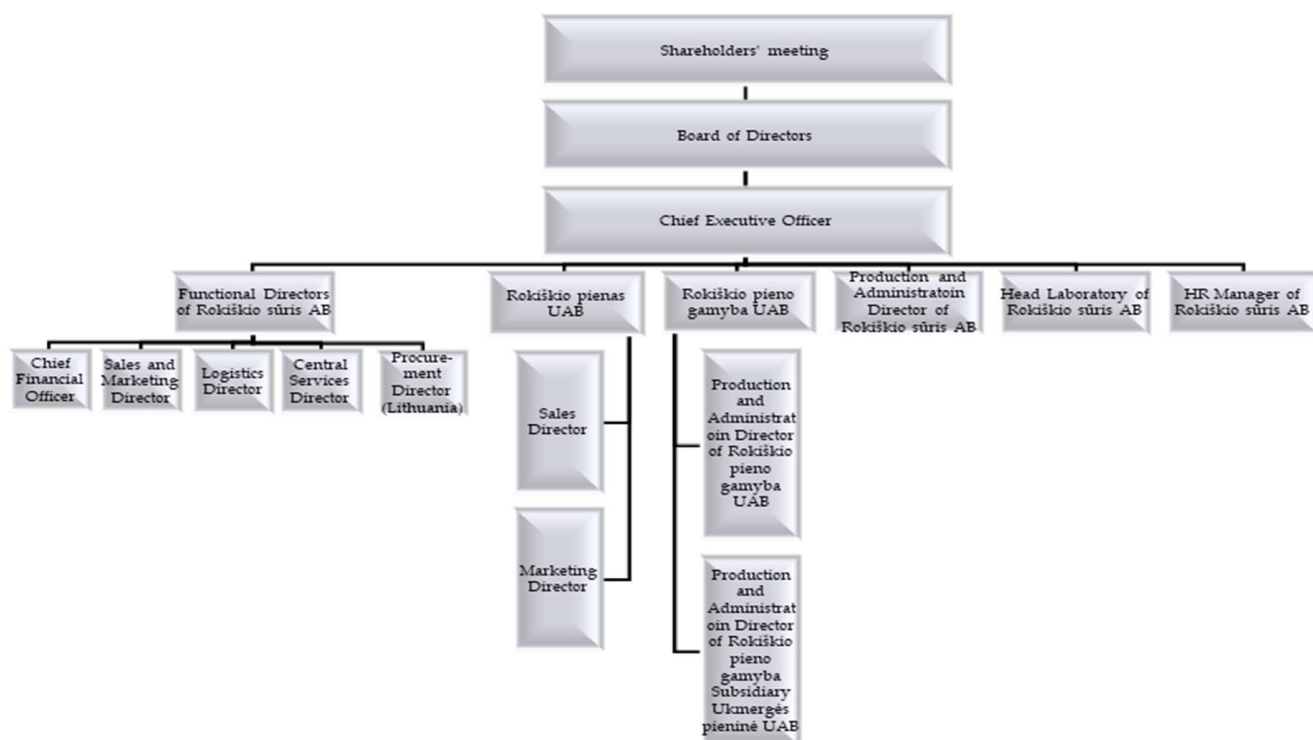 Shareholders' meeting
Board of Directors
Chief Executive Officer
Functional Directors
of Rokiškio sūris AB
Rokiškio pienas
UAB
Rokiškio pieno
gamyba UAB
Production and
Administratoin
Director of
Rokiškio sūris AB
Head Laboratory of
Rokiškio sūris AB
HR Manager of
Rokiškio sūris AB
Chief
Financial
Officer
Sales and
Marketing
Director
Logistics
Director
Central
Services
Director
Procure-
ment
Director
(Lithuania)
Sales
Director
Marketing
Director
Production
and
Administrat
oin Director
of Rokiškio
pieno
gamyba
UAB
Production
and
Administrat
oin Director
of Rokiškio
pieno
gamyba
Subsidiary
Ukmergės
pieninė UAB